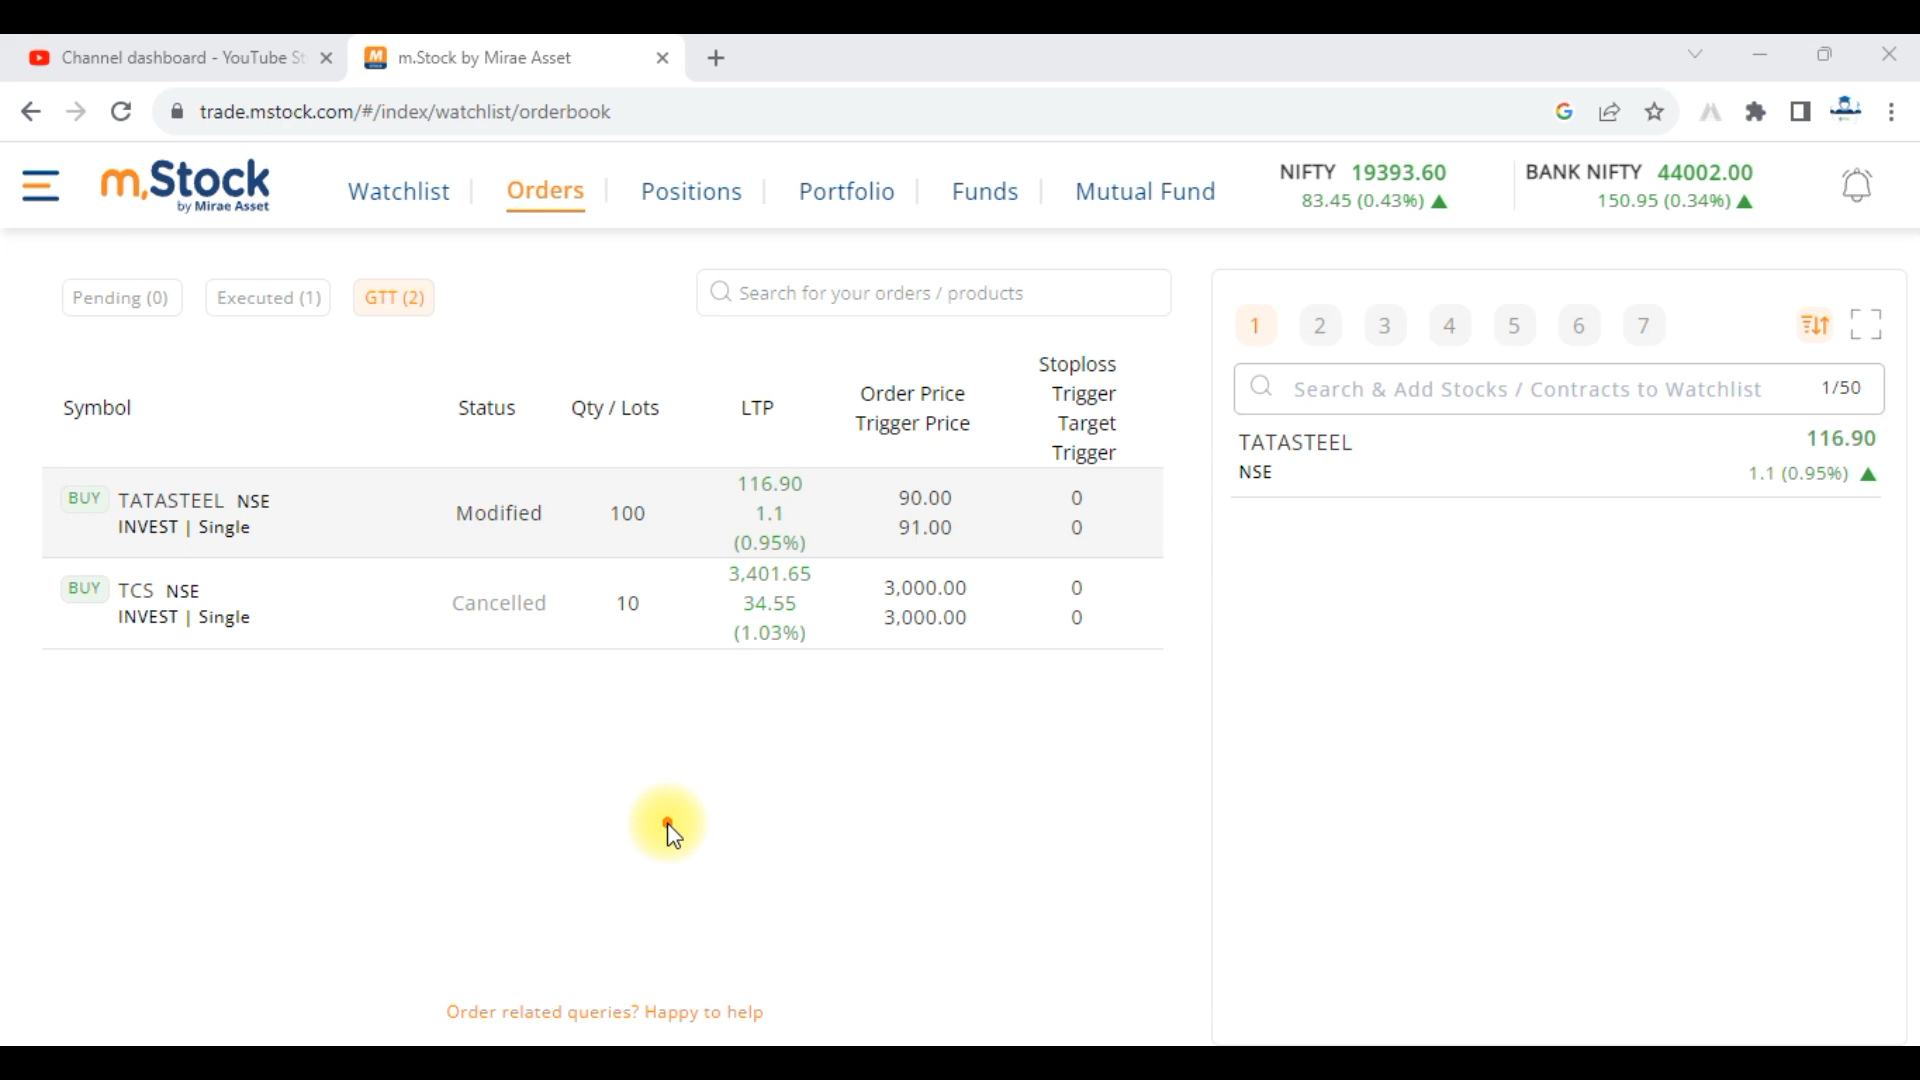 Channel dashboard - YouTube St
m.Stock by Mirae Asset
trade.mstock.com/#/index/watchlist/orderbook
m.Stock
by Mirae Asset
Watchlist
Orders
Positions
Portfolio
Funds
Mutual Fund
NIFTY 19393.60
83.45 (0.43%)
BANK NIFTY 44002.00
150.95 (0.34%)
Pending (0)
Executed (1)
GTT (2)
Search for your orders / products
Symbol
Status
Qty / Lots
LTP
Order Price
Trigger Price
Stoploss
Trigger
Target
Trigger
BUY TATASTEEL NSE
INVEST | Single
Modified
100
116.90
1.1
(0.95%)
90.00
91.00
0
0
BUY TCS NSE
INVEST | Single
Cancelled
10
3,401.65
34.55
(1.03%)
3,000.00
3,000.00
0
0
Order related queries? Happy to help
1 2 3 4 5 6 7
Search & Add Stocks / Contracts to Watchlist 1/50
TATASTEEL 116.90
NSE 1.1 (0.95%)